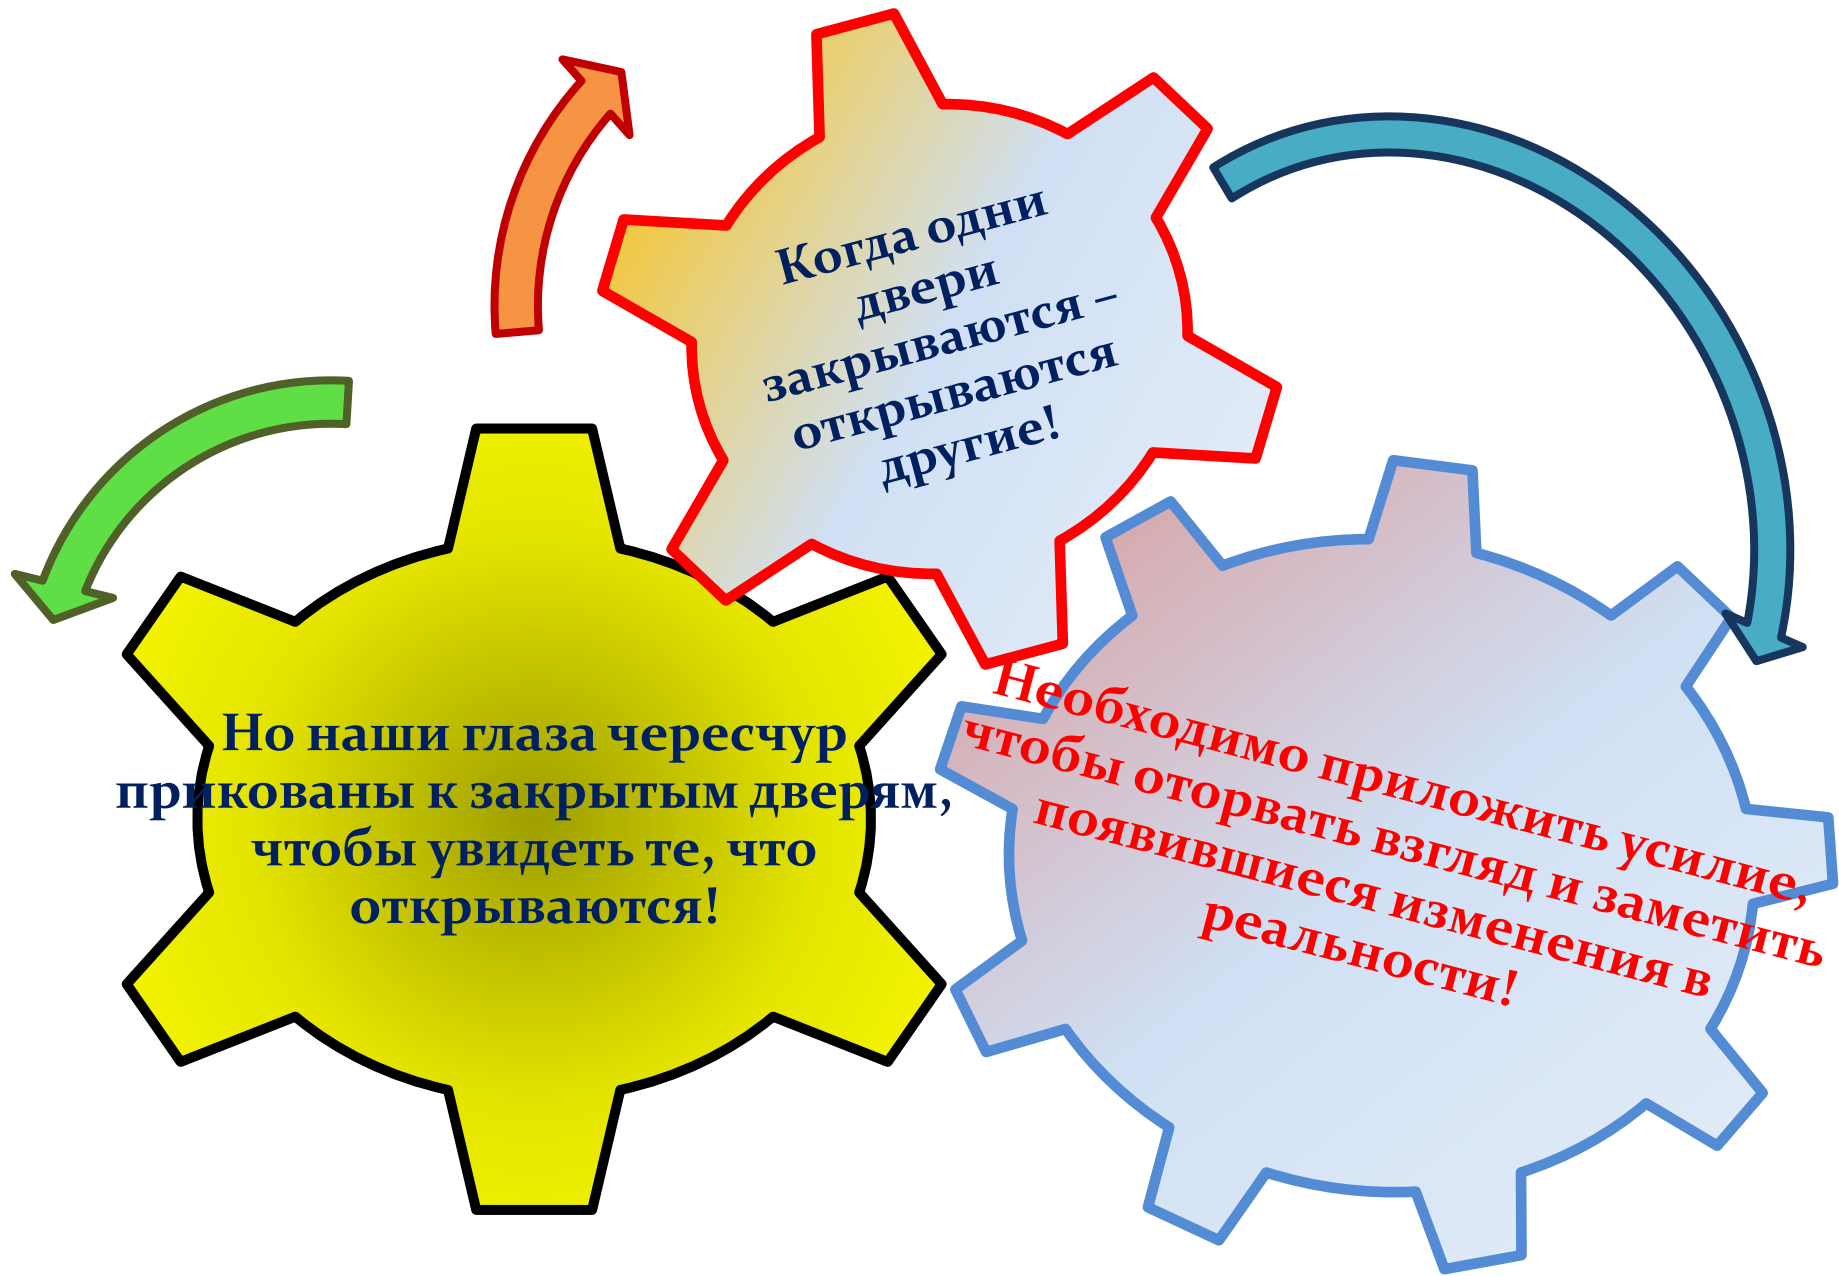 Когда одни
двери
закрываются –
открываются
другие!
Но наши глаза чересчур
прикованы к закрытым дверям,
чтобы увидеть те, что
открываются!
Необходимо приложить усилие,
чтобы оторвать взгляд и заметить
появившиеся изменения в
реальности!